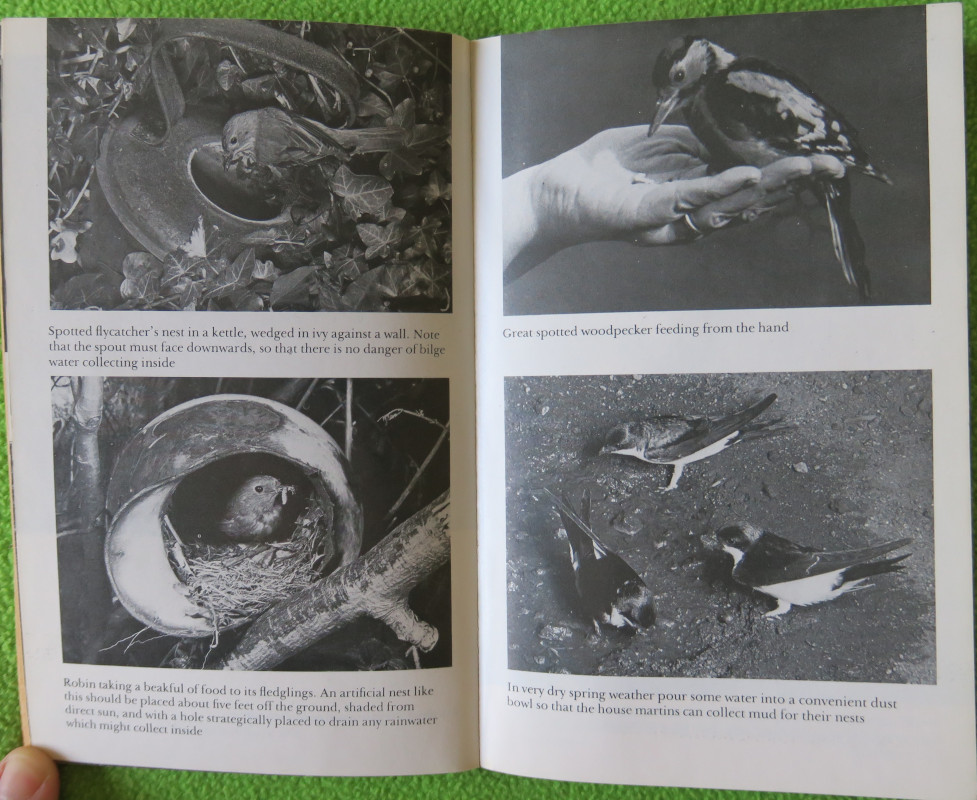 Spotted flycatcher's nest in a kettle, wedged in ivy against a wall. Note
that the spout must face downwards, so that there is no danger of bilge
water collecting inside
Robin taking a beakful of food to its fledglings. An artificial nest like
this should be placed about five feet off the ground, shaded from
direct sun, and with a hole strategically placed to drain any rainwater
which might collect inside
Great spotted woodpecker feeding from the hand
In very dry spring weather pour some water into a convenient dust
bowl so that the house martins can collect mud for their nests